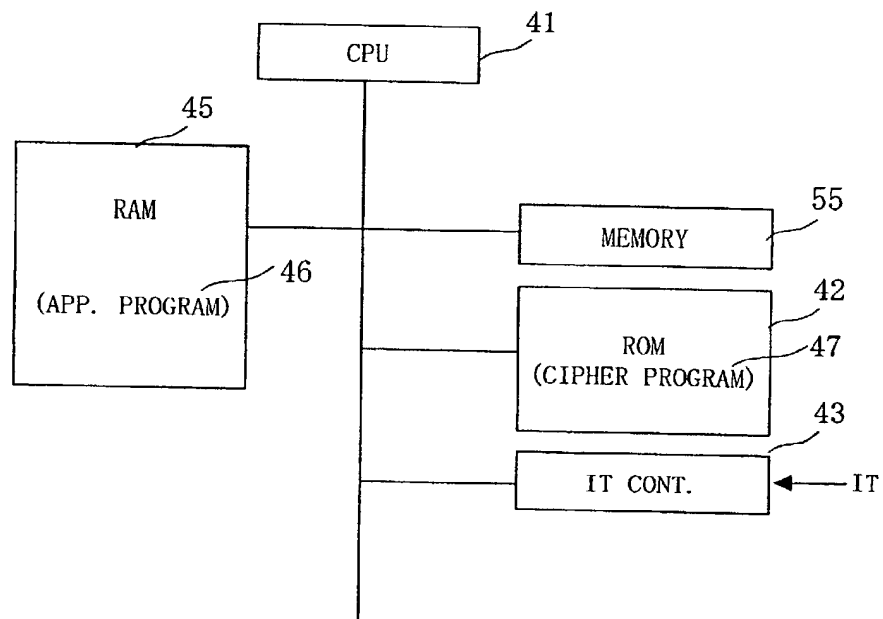 41
CPU
45
RAM
55
MEMORY
46
(APP. PROGRAM)
42
ROM
47
(CIPHER PROGRAM)
43
IT CONT.
IT